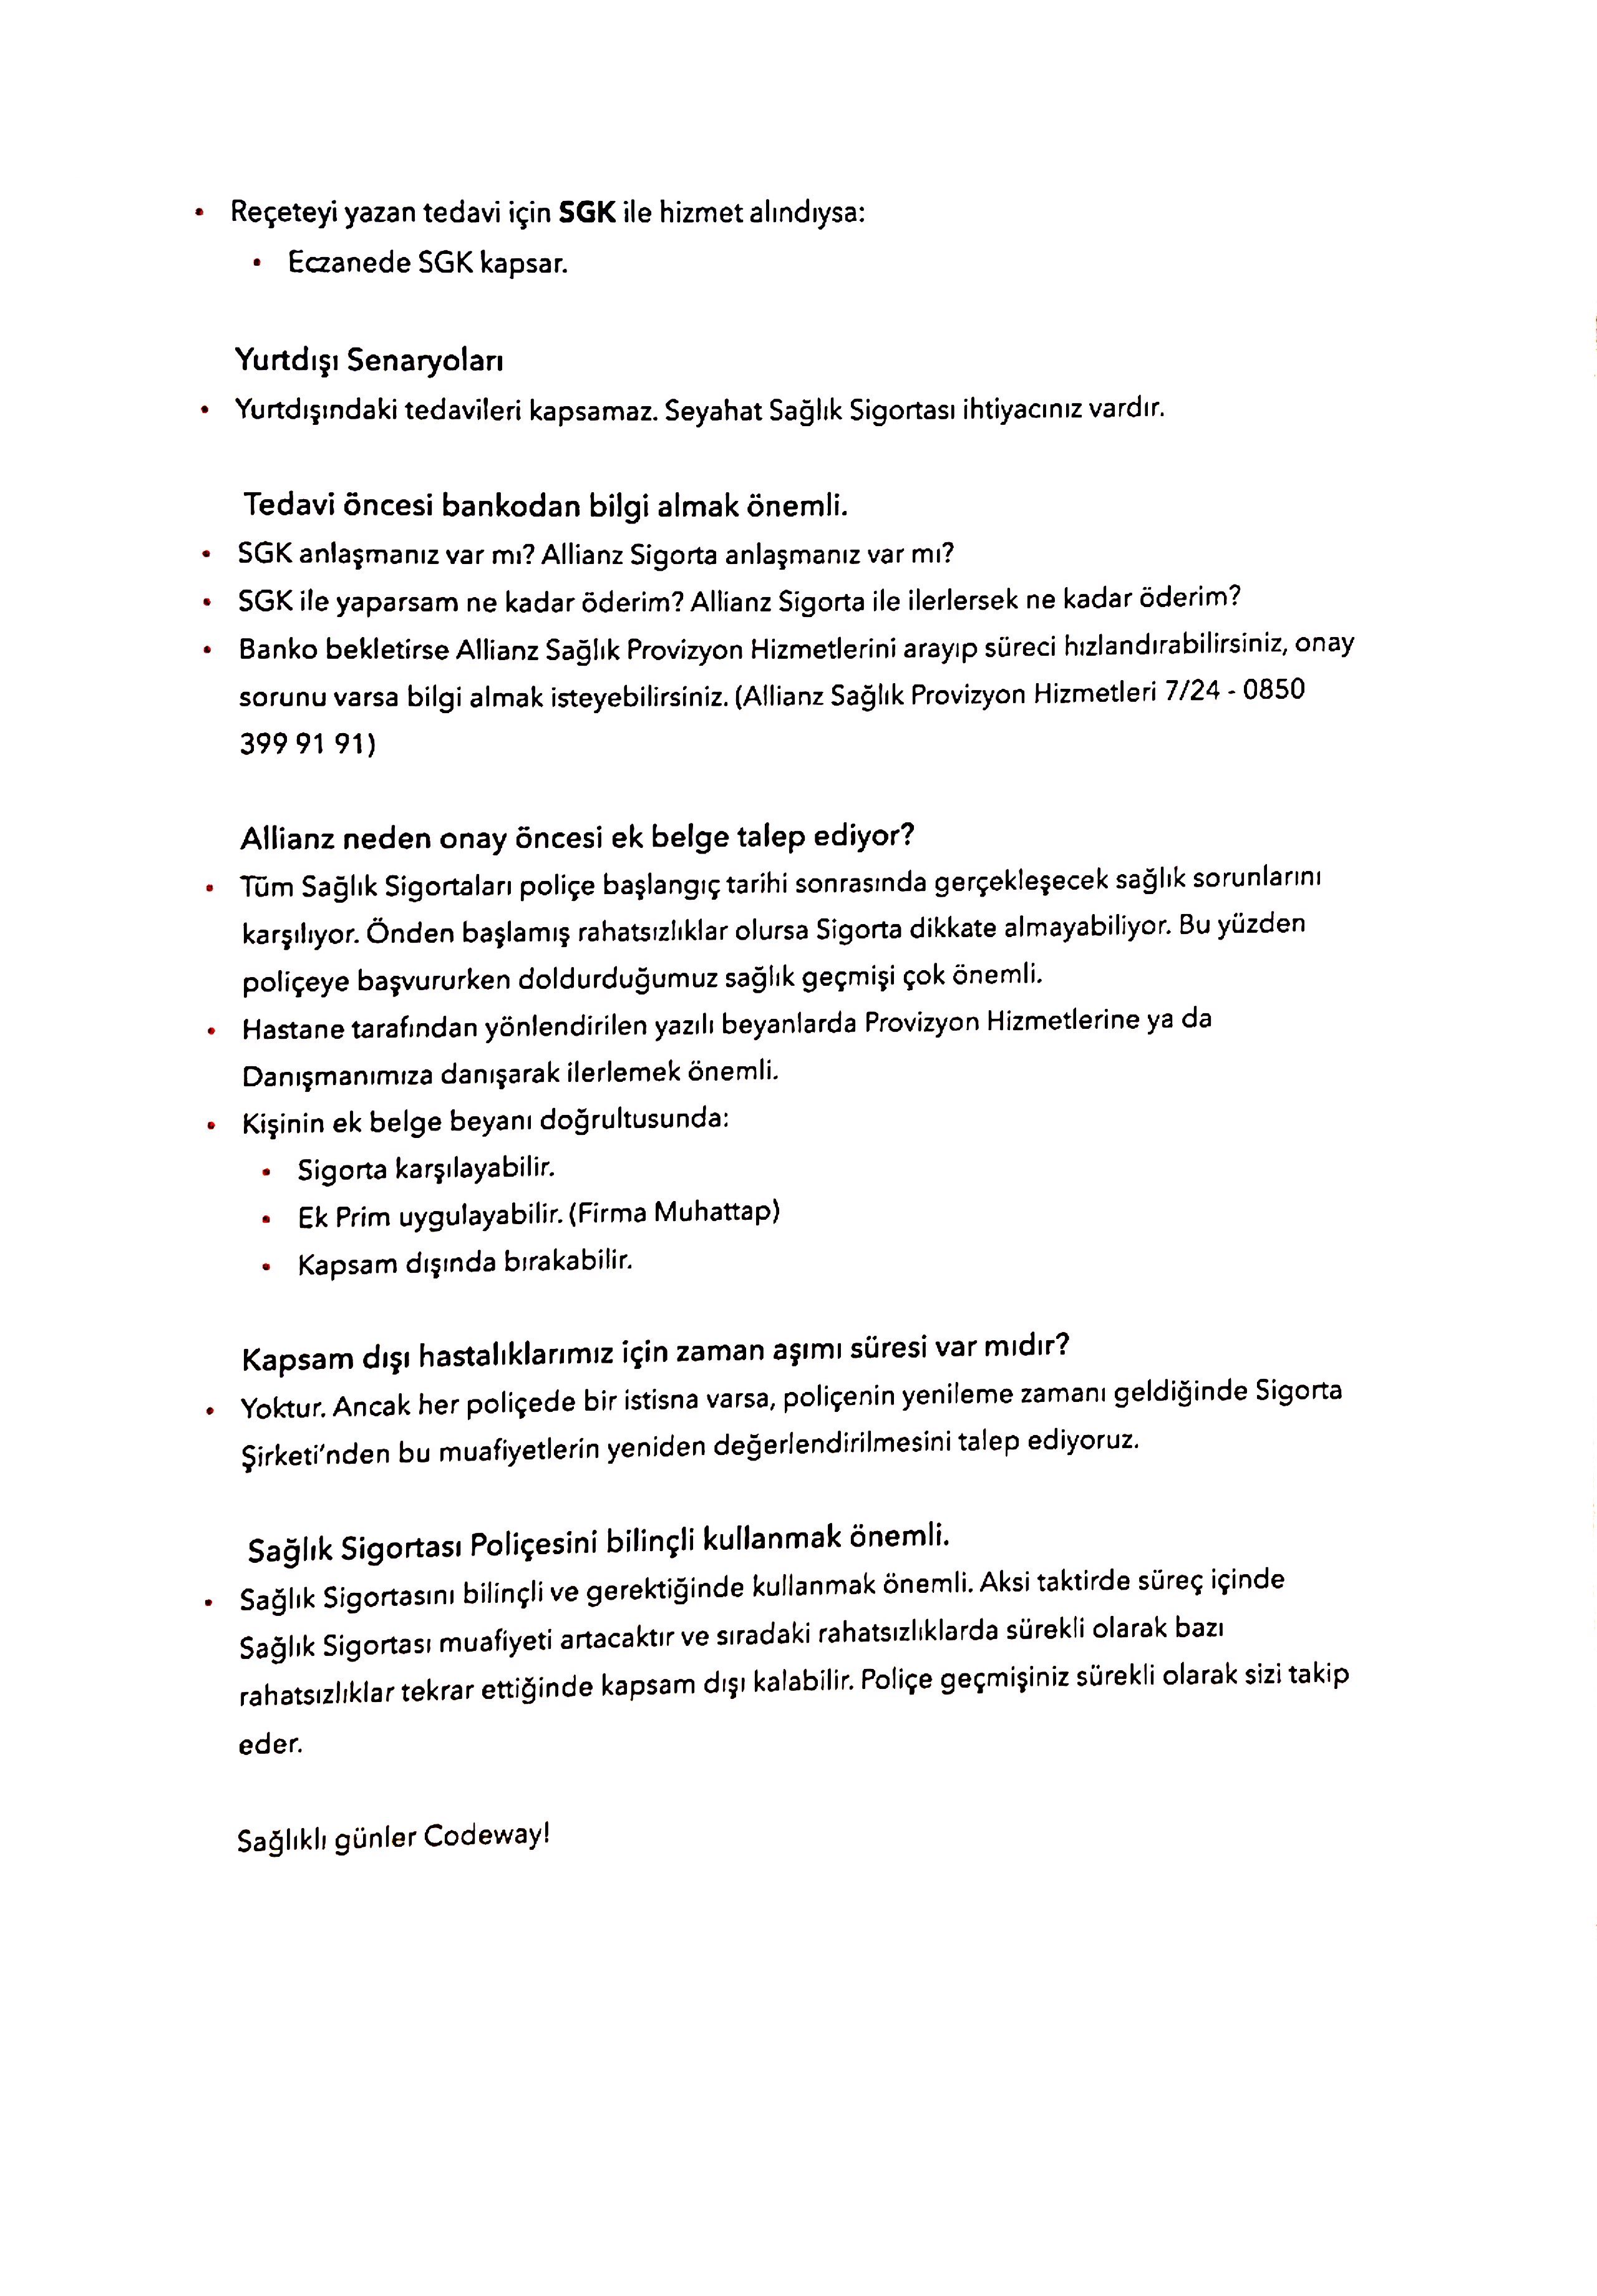 • Reçeteyi yazan tedavi için SGK ile hizmet alındıysa:
• Eczanede SGK kapsar.
Yurtdışı Senaryoları
• Yurtdışındaki tedavileri kapsamaz. Seyahat Sağlık Sigortası ihtiyacınız vardır.
Tedavi öncesi bankodan bilgi almak önemli.
• SGK anlaşmanız var mı? Allianz Sigorta anlaşmanız var mı?
• SGK ile yaparsam ne kadar öderim? Allianz Sigorta ile ilerlersek ne kadar öderim?
• Banko bekletirse Allianz Sağlık Provizyon Hizmetlerini arayıp süreci hızlandırabilirsiniz, onay
sorunu varsa bilgi almak isteyebilirsiniz. (Allianz Sağlık Provizyon Hizmetleri 7/24 - 0850
399 91 91)
Allianz neden onay öncesi ek belge talep ediyor?
• Tüm Sağlık Sigortaları poliçe başlangıç tarihi sonrasında gerçekleşecek sağlık sorunlarını
karşılıyor. Önden başlamış rahatsızlıklar olursa Sigorta dikkate almayabiliyor. Bu yüzden
poliçeye başvururken doldurduğumuz sağlık geçmişi çok önemli.
• Hastane tarafından yönlendirilen yazılı beyanlarda Provizyon Hizmetlerine ya da
Danışmanımıza danışarak ilerlemek önemli.
• Kişinin ek belge beyanı doğrultusunda:
• Sigorta karşılayabilir.
• Ek Prim uygulayabilir. (Firma Muhattap)
• Kapsam dışında bırakabilir.
Kapsam dışı hastalıklarımız için zaman aşımı süresi var mıdır?
• Yoktur. Ancak her poliçede bir istisna varsa, poliçenin yenileme zamanı geldiğinde Sigorta
Şirketi'nden bu muafiyetlerin yeniden değerlendirilmesini talep ediyoruz.
Sağlık Sigortası Poliçesini bilinçli kullanmak önemli.
• Sağlık Sigortasını bilinçli ve gerektiğinde kullanmak önemli. Aksi taktirde süreç içinde
Sağlık Sigortası muafiyeti artacaktır ve sıradaki rahatsızlıklarda sürekli olarak bazı
rahatsızlıklar tekrar ettiğinde kapsam dışı kalabilir. Poliçe geçmişiniz sürekli olarak sizi takip
eder.
Sağlıklı günler Codeway!